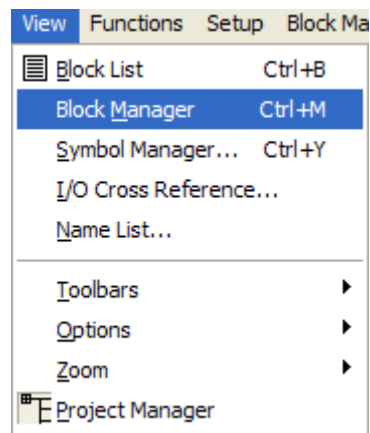 View Functions Setup Block Ma
Block List Ctrl+B
Block Manager Ctrl+M
Symbol Manager... Ctrl+Y
I/O Cross Reference...
Name List...
Toolbars
Options
Zoom
Project Manager